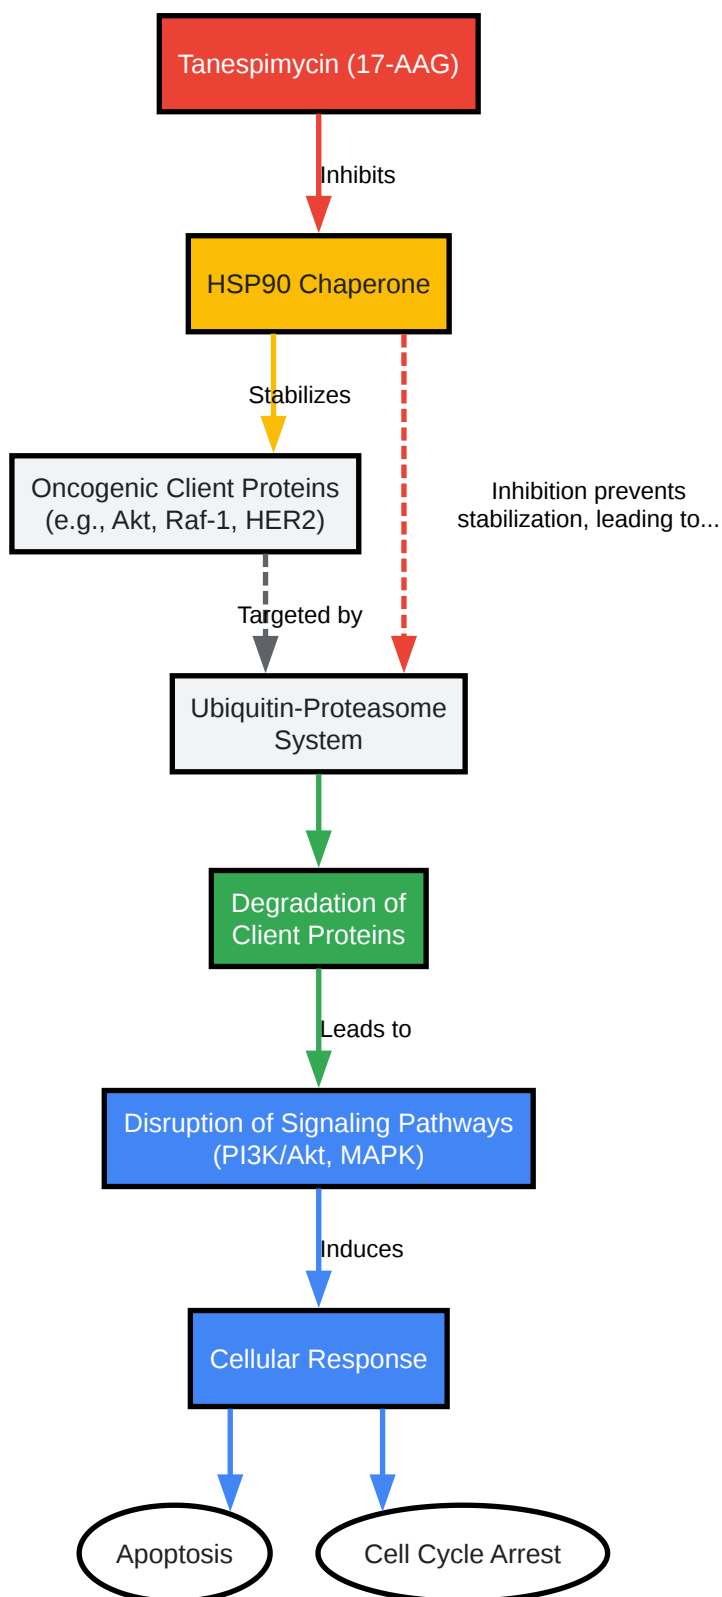 Tanespimycin (17-AAG)
Inhibits
HSP90 Chaperone
Stabilizes
Oncogenic Client Proteins
(e.g., Akt, Raf-1, HER2)
Inhibition prevents
stabilization, leading to...
Targeted by
Ubiquitin-Proteasome
System
Degradation of
Client Proteins
Leads to
Disruption of Signaling Pathways
(PI3K/Akt, MAPK)
Induces
Cellular Response
Apoptosis
Cell Cycle Arrest